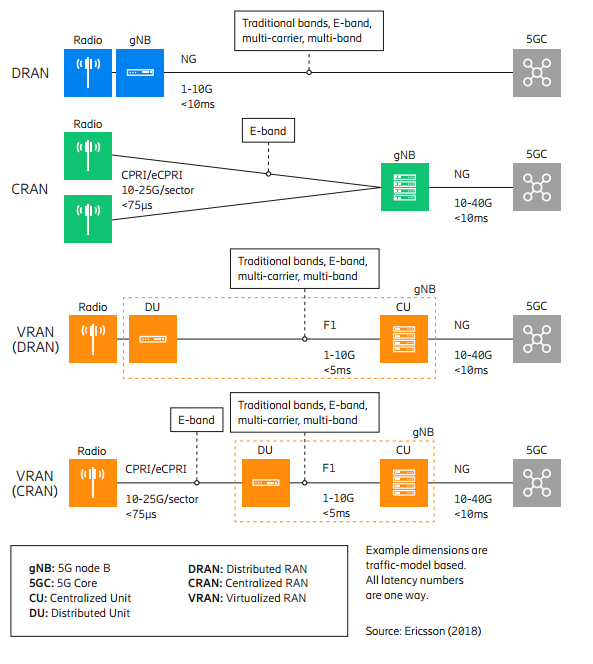 Traditional bands, E-band,
multi-carrier, multi-band
Radio
gNB
5GC
DRAN
NG
1-10G
<10ms
Radio
E-band
gNB
5GC
CRAN
CPRI/eCPRI
10-25G/sector
<75µs
NG
10-40G
<10ms
Traditional bands, E-band,
multi-carrier, multi-band
gNB
Radio
DU
CU
5GC
VRAN
(DRAN)
F1
1-10G
<5ms
NG
10-40G
<10ms
E-band
Traditional bands, E-band,
multi-carrier, multi-band
gNB
Radio
DU
CU
5GC
VRAN
(CRAN)
CPRI/eCPRI
10-25G/sector
<75µs
F1
1-10G
<5ms
NG
10-40G
<10ms
gNB: 5G node B
5GC: 5G Core
CU: Centralized Unit
DU: Distributed Unit
DRAN: Distributed RAN
CRAN: Centralized RAN
VRAN: Virtualized RAN
Example dimensions are
traffic-model based.
All latency numbers
are one way.
Source: Ericsson (2018)